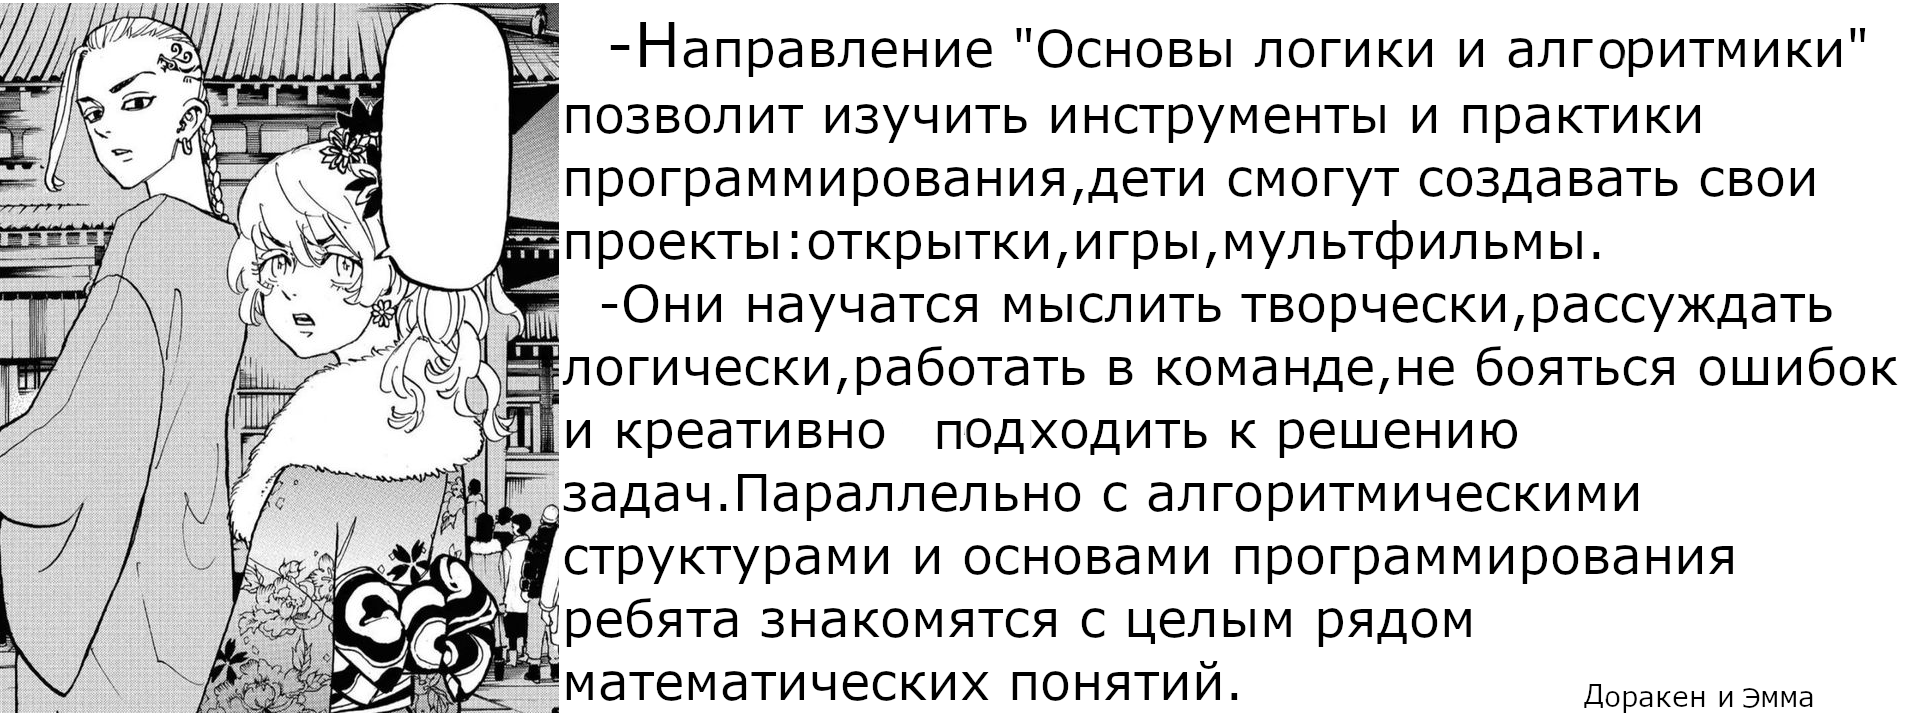 -Направление "Основы логики и алгоритмики"
позволит изучить инструменты и практики
программирования,дети смогут создавать свои
проекты:открытки,игры,мультфильмы.
-Они научатся мыслить творчески,рассуждать
логически,работать в команде,не бояться ошибок
и креативно подходить к решению
задач.Параллельно с алгоритмическими
структурами и основами программирования
ребята знакомятся с целым рядом
математических понятий.
Доракен и Эмма